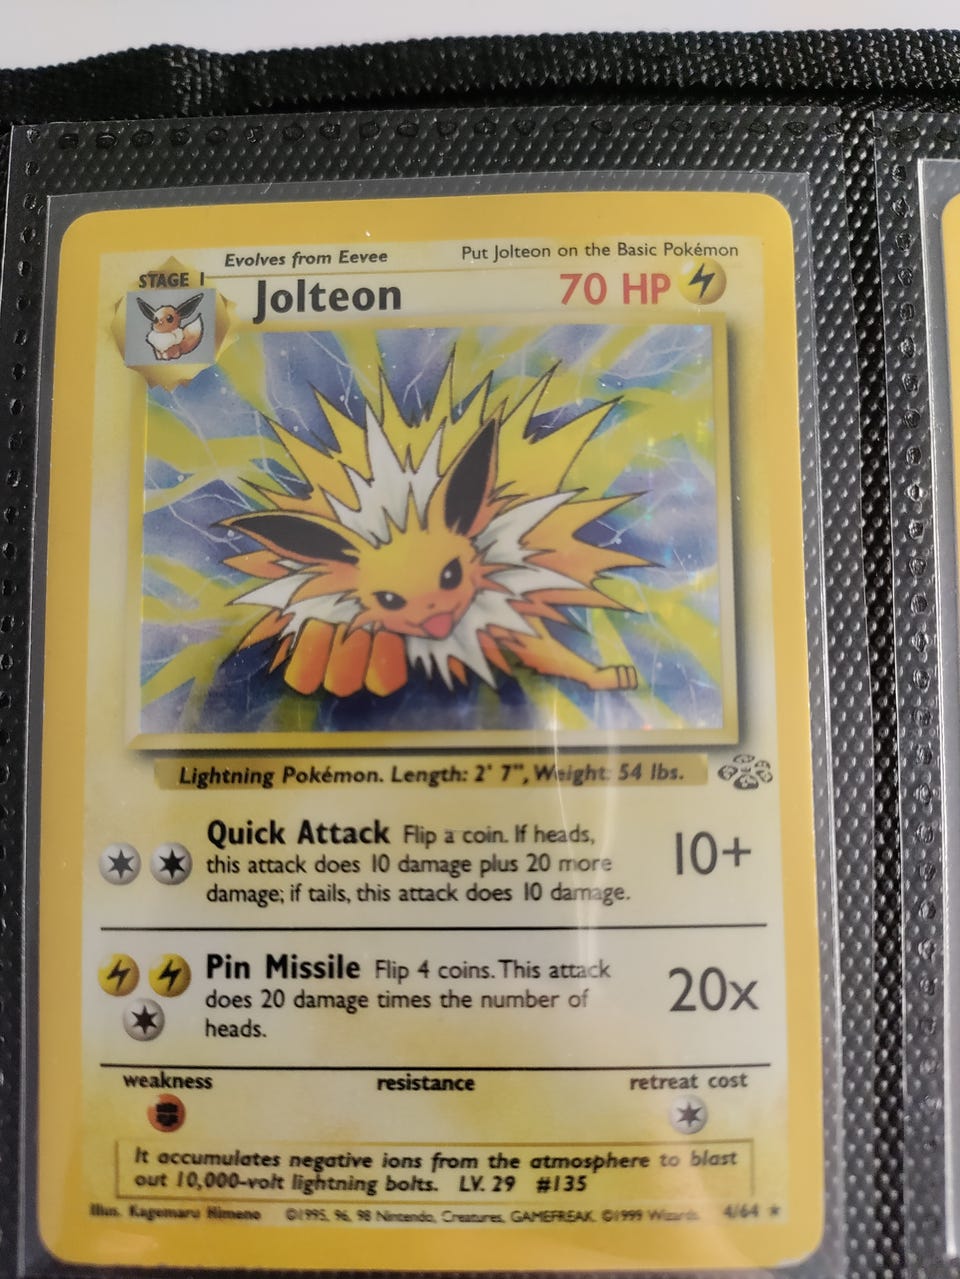 Evolves from Eevee
Put Jolteon on the Basic Pokémon
STAGE 1
Jolteon
70 HP
Lightning Pokémon. Length: 2' 7", Weight: 54 lbs.
Quick Attack Flip a coin. If heads,
this attack does 10 damage plus 20 more
damage; if tails, this attack does 10 damage.
10+
Pin Missile Flip 4 coins. This attack
does 20 damage times the number of
heads.
20x
weakness
resistance
retreat cost
It accumulates negative ions from the atmosphere to blast
out 10,000-volt lightning bolts. LV. 29 #135
Illus. Kagemaru Himeno ©1995, 96, 98 Nintendo, Creatures, GAMEFREAK. ©1999 Wizards. 4/64 ★